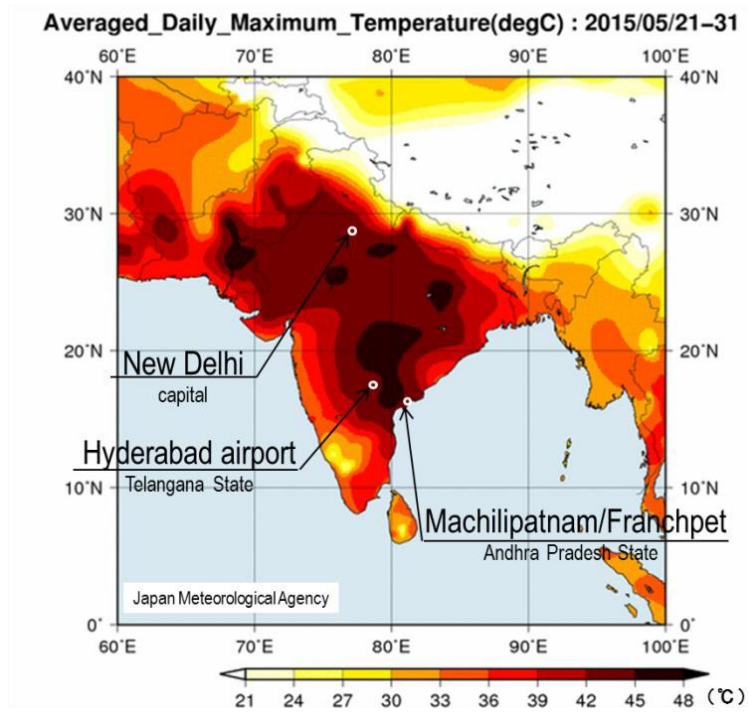 Averaged_Daily_Maximum_Temperature(degC) : 2015/05/21-31
60°E 70°E 80°E 90°E 100°E
40°N 40°N
30°N 30°N
20°N 20°N
New Delhi
capital
Hyderabad airport
Telangana State
10°N 10°N
Machilipatnam/Franchpet
Andhra Pradesh State
Japan Meteorological Agency
0° 0°
60°E 70°E 80°E 90°E 100°E
21 24 27 30 33 36 39 42 45 48 (℃)